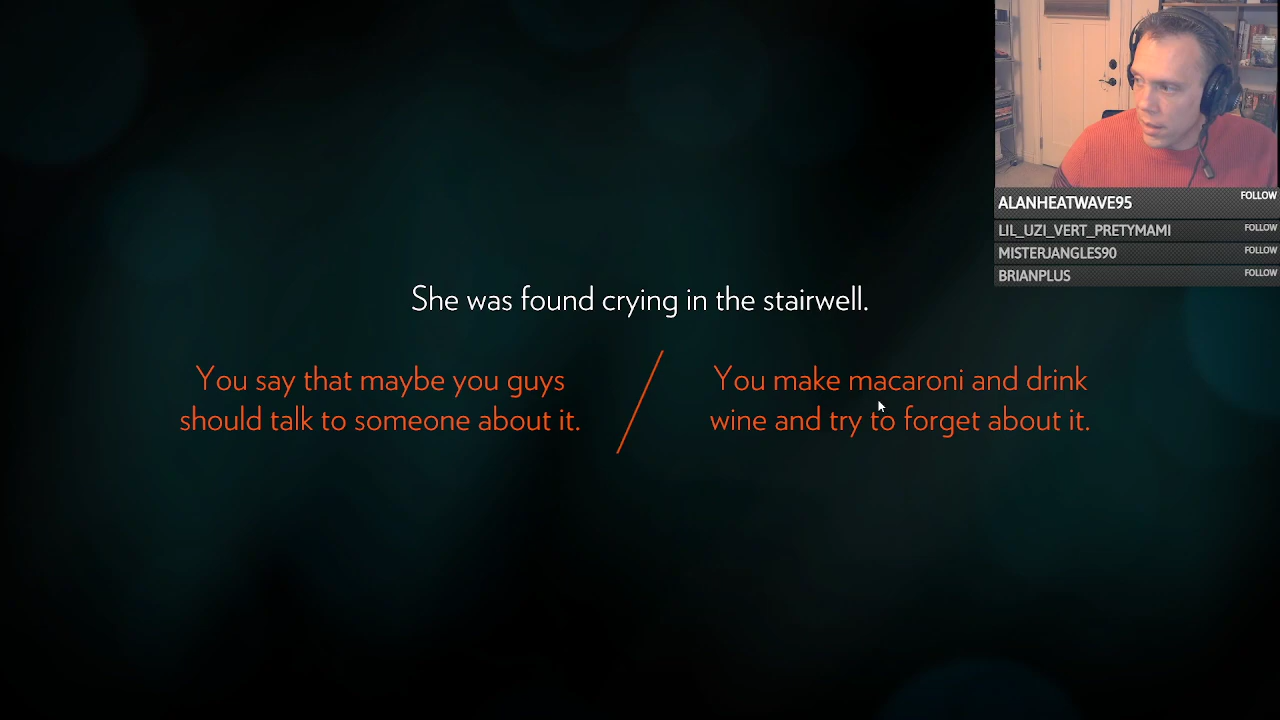 ALANHEATWAVE95 FOLLOW
LIL_UZI_VERT_PRETYMAMI FOLLOW
MISTERJANGLES90 FOLLOW
BRIANPLUS FOLLOW
She was found crying in the stairwell.
You say that maybe you guys
should talk to someone about it.
You make macaroni and drink
wine and try to forget about it.